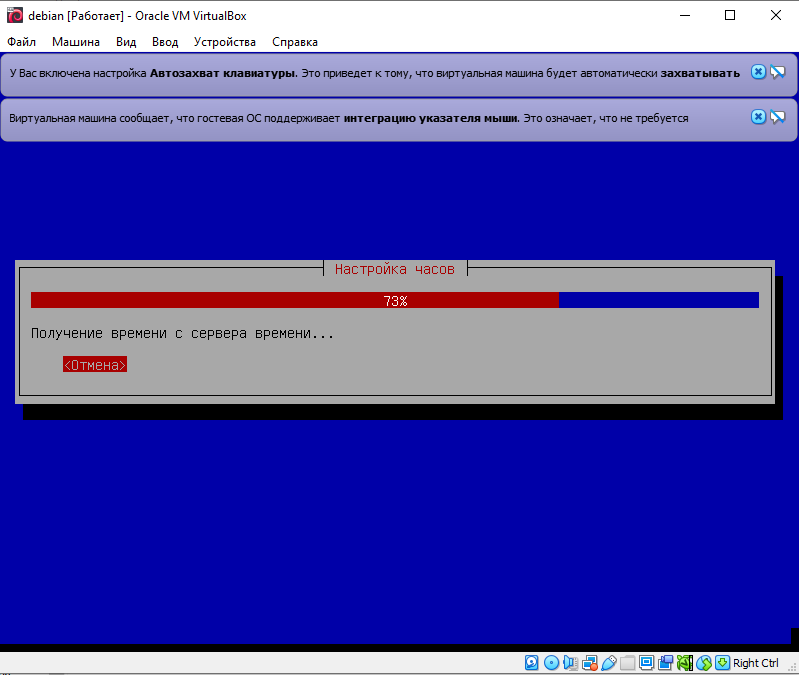 debian [Работает] - Oracle VM VirtualBox
Файл Машина Вид Ввод Устройства Справка
У Вас включена настройка Автозахват клавиатуры. Это приведет к тому, что виртуальная машина будет автоматически захватывать
Виртуальная машина сообщает, что гостевая ОС поддерживает интеграцию указателя мыши. Это означает, что не требуется
Настройка часов
73%
Получение времени с сервера времени...
<Отмена>
Right Ctrl